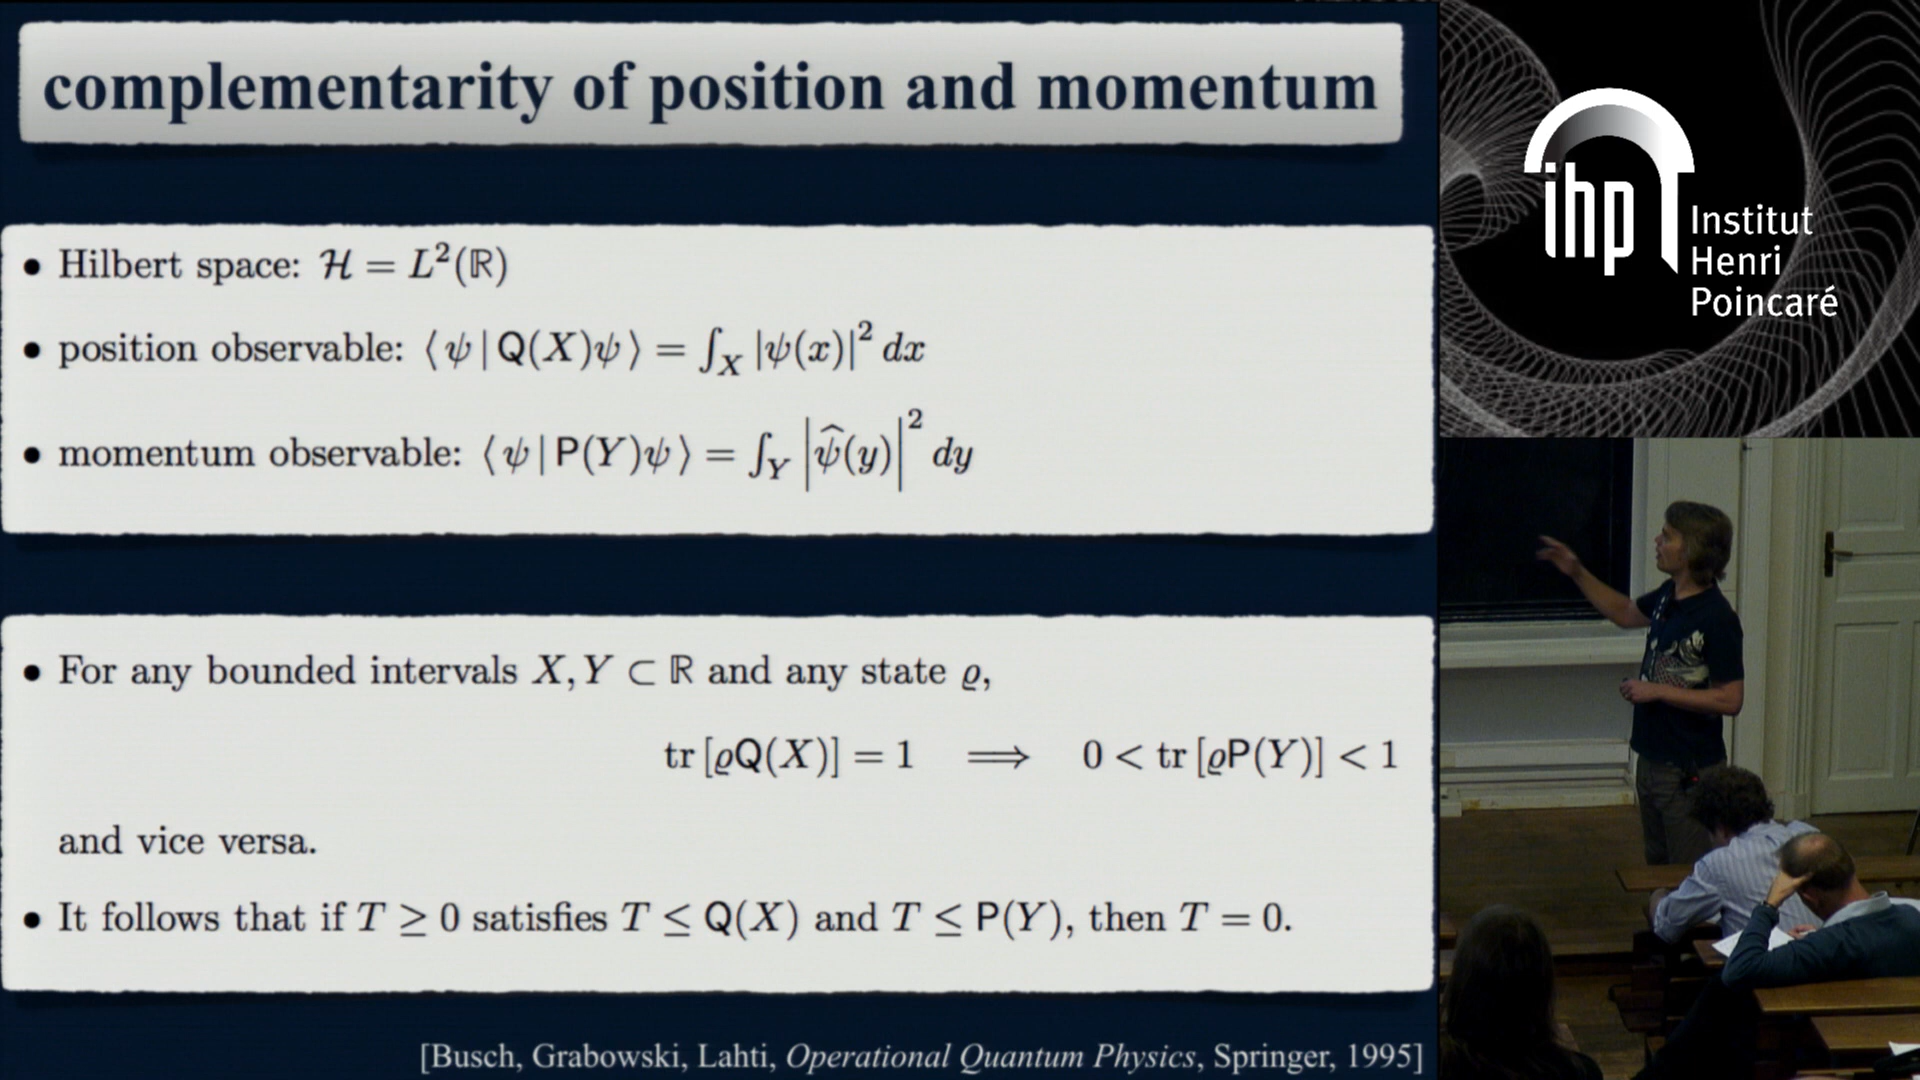 complementarity of position and momentum
• Hilbert space: ℋ = L²(ℝ)
• position observable: ⟨ψ | Q(X)ψ⟩ = ∫_X |ψ(x)|² dx
• momentum observable: ⟨ψ | P(Y)ψ⟩ = ∫_Y |ψ̂(y)|² dy
• For any bounded intervals X, Y ⊂ ℝ and any state ϱ,
tr [ϱQ(X)] = 1 ⟹ 0 < tr [ϱP(Y)] < 1
and vice versa.
• It follows that if T ≥ 0 satisfies T ≤ Q(X) and T ≤ P(Y), then T = 0.
[Busch, Grabowski, Lahti, Operational Quantum Physics, Springer, 1995]
ihp
Institut
Henri
Poincaré